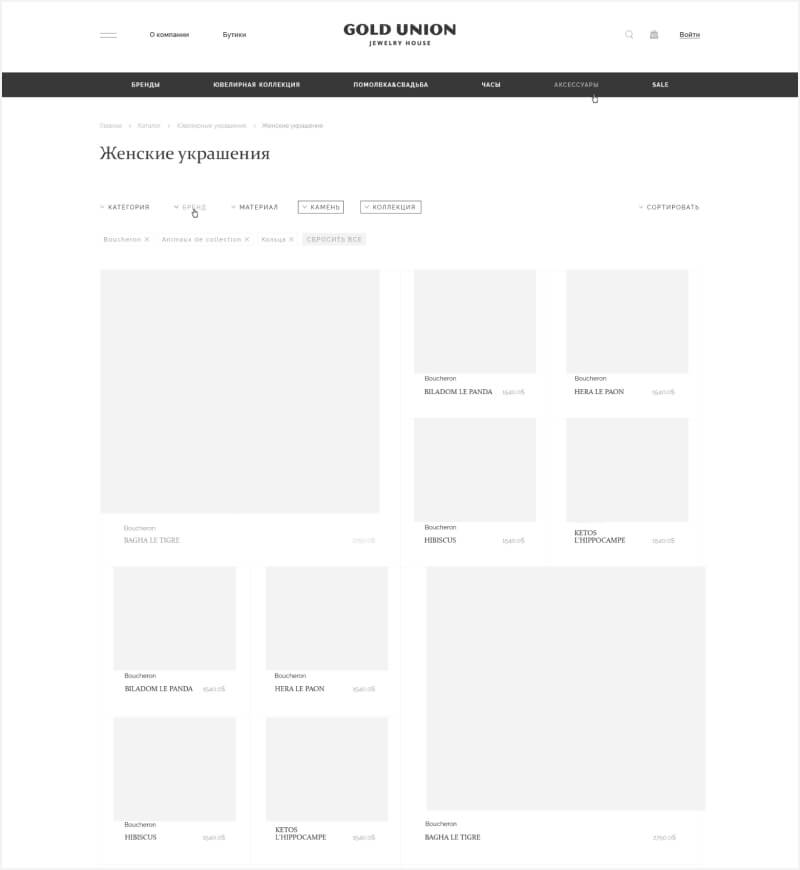 О компании
Бутики
GOLD UNION
JEWELRY HOUSE
Войти
БРЕНДЫ
ЮВЕЛИРНАЯ КОЛЛЕКЦИЯ
ПОМОЛВКА&СВАДЬБА
ЧАСЫ
АКСЕССУАРЫ
SALE
Главная > Каталог > Ювелирные украшения > Женские украшения
Женские украшения
КАТЕГОРИЯ
БРЕНД
МАТЕРИАЛ
КАМЕНЬ
КОЛЛЕКЦИЯ
СОРТИРОВАТЬ
Boucheron ×
Animaux de collection ×
Кольца ×
СБРОСИТЬ ВСЕ
Boucheron
BILADOM LE PANDA 1540.0$
Boucheron
HERA LE PAON 1540.0$
Boucheron
BAGHA LE TIGRE 2750.0$
Boucheron
HIBISCUS 1540.0$
KETOS
L'HIPPOCAMPE 1540.0$
Boucheron
BILADOM LE PANDA 1540.0$
Boucheron
HERA LE PAON 1540.0$
Boucheron
HIBISCUS 1540.0$
KETOS
L'HIPPOCAMPE 1540.0$
Boucheron
BAGHA LE TIGRE 2750.0$